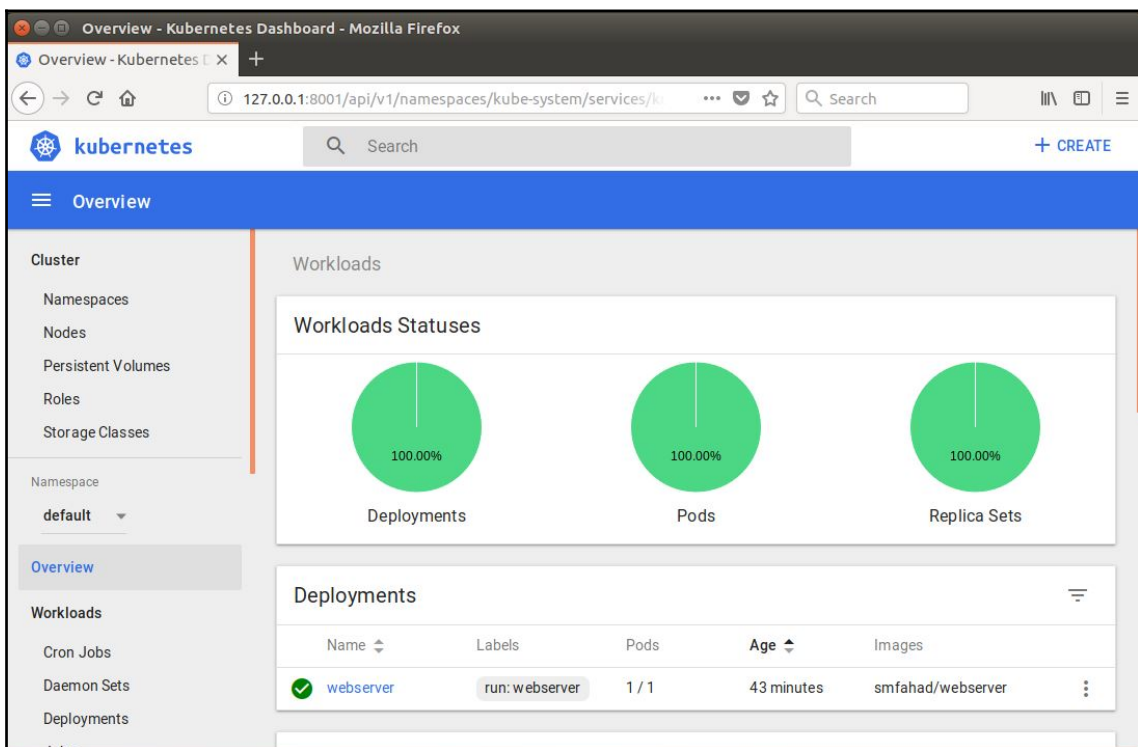 Overview - Kubernetes Dashboard - Mozilla Firefox
Overview - Kubernetes D
127.0.0.1:8001/api/v1/namespaces/kube-system/services/k
Search
kubernetes
Search
+ CREATE
Overview
Cluster
Namespaces
Nodes
Persistent Volumes
Roles
Storage Classes
Namespace
default
Overview
Workloads
Cron Jobs
Daemon Sets
Deployments
Workloads
Workloads Statuses
100.00%
100.00%
100.00%
Deployments
Pods
Replica Sets
Deployments
Name Labels Pods Age Images
webserver run: webserver 1 / 1 43 minutes smfahad/webserver